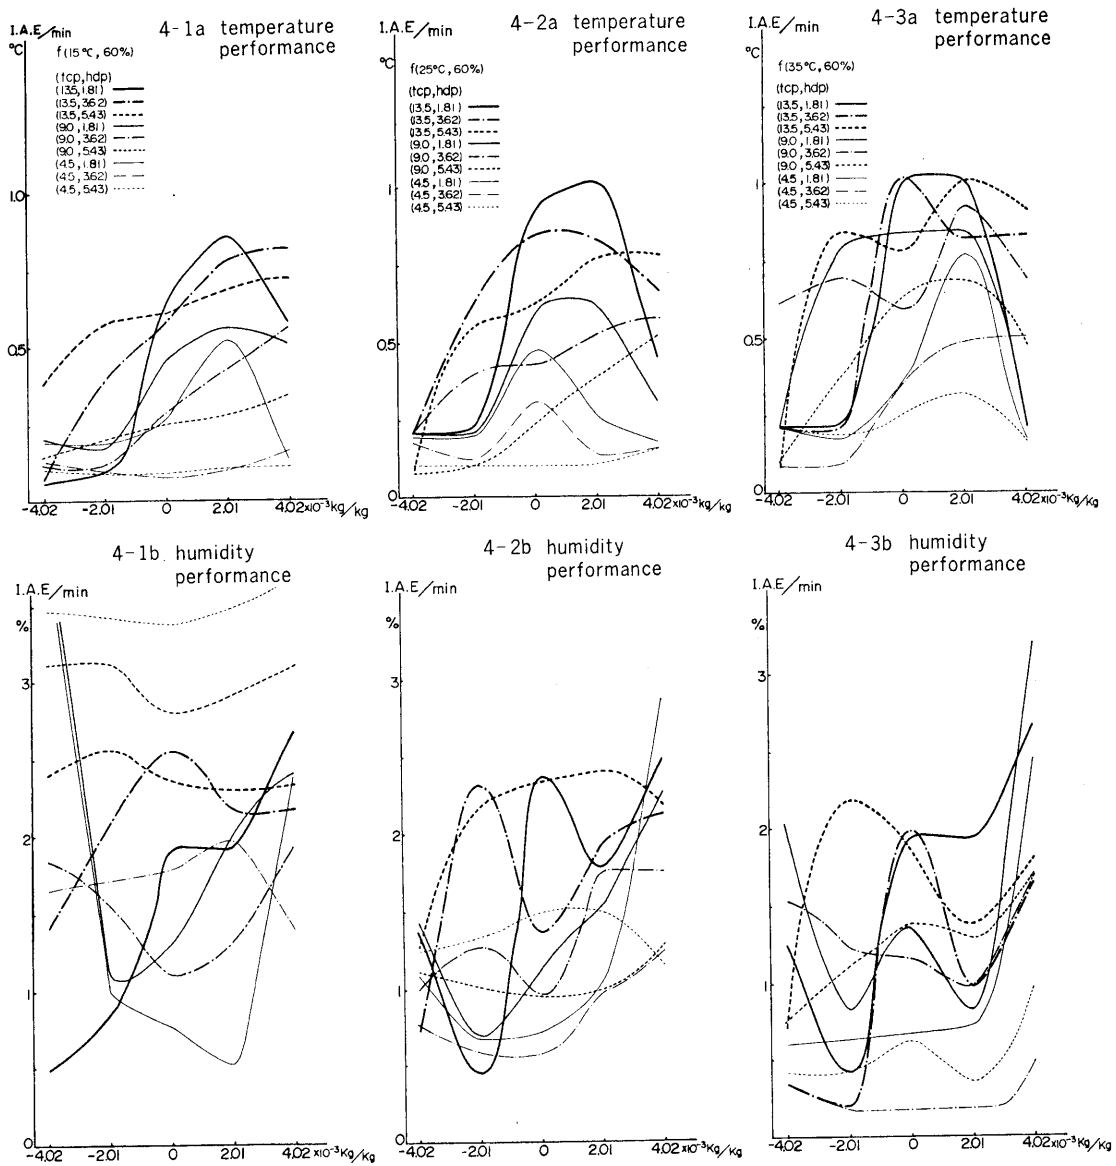 4-1a temperature
performance
I.A.E/min
°C
f(15°C, 60%)
(tcp, hdp)
(13.5, 1.81)
(13.5, 3.62)
(13.5, 5.43)
(9.0, 1.81)
(9.0, 3.62)
(9.0, 5.43)
(4.5, 1.81)
(4.5, 3.62)
(4.5, 5.43)
1.0
0.5
0
-4.02
-2.01
0
2.01
4.02x10⁻³Kg/Kg
4-2a temperature
performance
I.A.E/min
°C
f(25°C, 60%)
(tcp, hdp)
(13.5, 1.81)
(13.5, 3.62)
(13.5, 5.43)
(9.0, 1.81)
(9.0, 3.62)
(9.0, 5.43)
(4.5, 1.81)
(4.5, 3.62)
(4.5, 5.43)
1
0.5
0
-4.02
-2.01
0
2.01
4.02x10⁻³Kg/Kg
4-3a temperature
performance
I.A.E/min
°C
f(35°C, 60%)
(tcp, hdp)
(13.5, 1.81)
(13.5, 3.62)
(13.5, 5.43)
(9.0, 1.81)
(9.0, 3.62)
(9.0, 5.43)
(4.5, 1.81)
(4.5, 3.62)
(4.5, 5.43)
1
0.5
0
-4.02
-2.01
0
2.01
4.02x10⁻³Kg/Kg
4-1b humidity
performance
I.A.E/min
%
3
2
1
0
-4.02
-2.01
0
2.01
4.02x10⁻³Kg/Kg
4-2b humidity
performance
I.A.E/min
%
3
2
1
0
-4.02
-2.01
0
2.01
4.02x10⁻³Kg/Kg
4-3b humidity
performance
I.A.E/min
%
3
2
1
0
-4.02
-2.01
0
2.01
4.02x10⁻³Kg/Kg